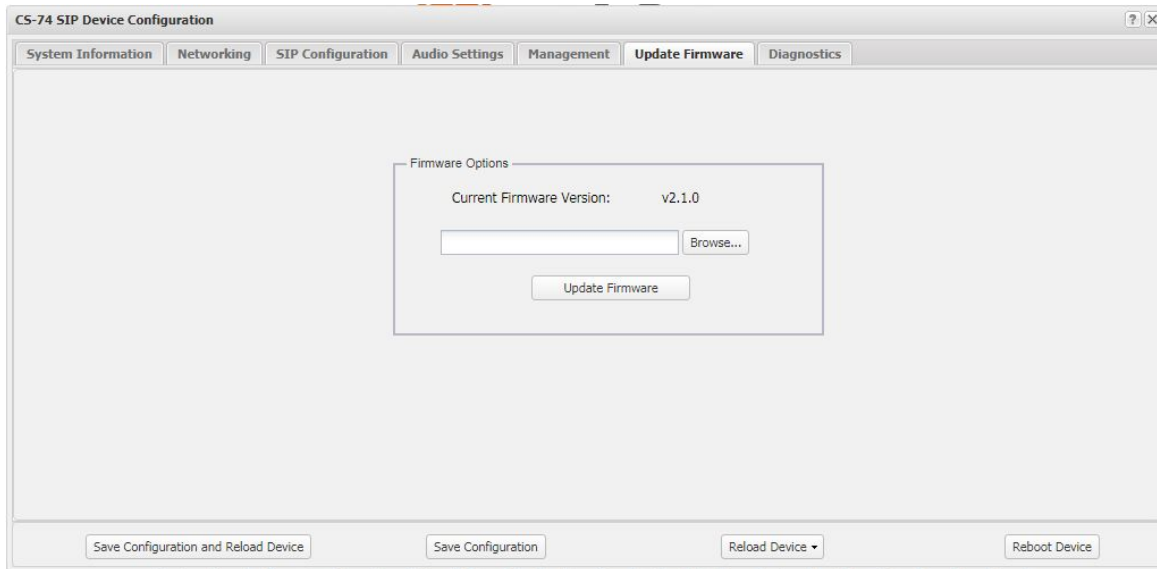 CS-74 SIP Device Configuration
System Information Networking SIP Configuration Audio Settings Management Update Firmware Diagnostics
Firmware Options
Current Firmware Version: v2.1.0
Browse...
Update Firmware
Save Configuration and Reload Device Save Configuration Reload Device Reboot Device